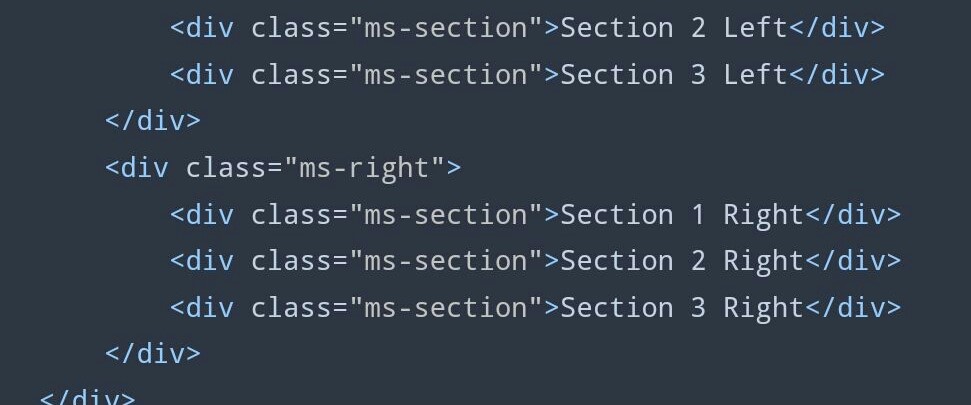 <div class="ms-section">Section 2 Left</div>
<div class="ms-section">Section 3 Left</div>
</div>
<div class="ms-right">
<div class="ms-section">Section 1 Right</div>
<div class="ms-section">Section 2 Right</div>
<div class="ms-section">Section 3 Right</div>
</div>
</div>